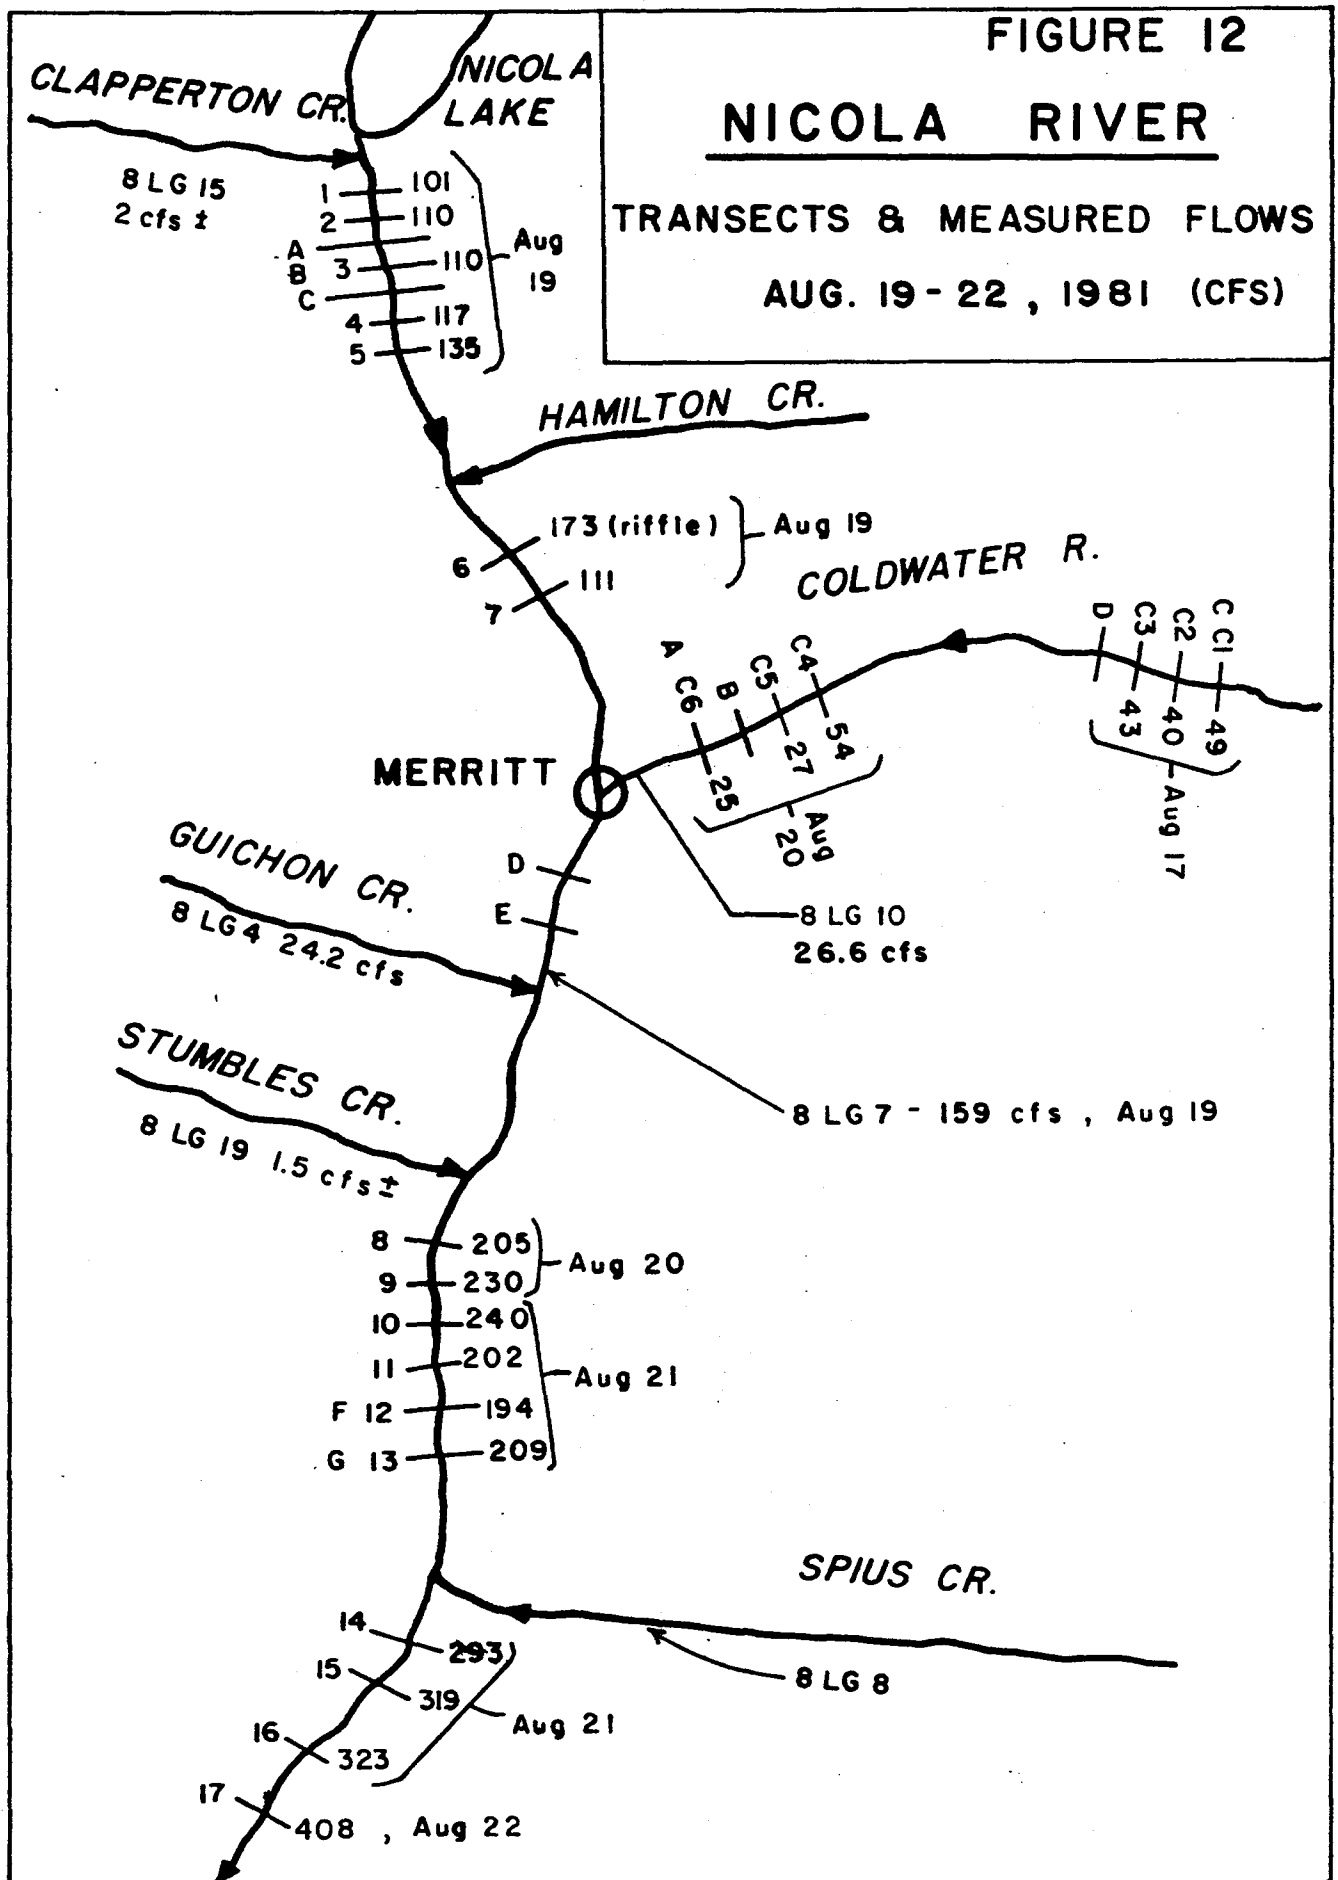 FIGURE 12
NICOLA RIVER
TRANSECTS & MEASURED FLOWS
AUG. 19-22, 1981 (CFS)
NICOLA
LAKE
CLAPPERTON CR.
8 LG 15
2 cfs ±
1 101
2 110
A
B 3 110
C
4 117
5 135
Aug
19
HAMILTON CR.
6 173 (riffle)
7 111
Aug 19
COLDWATER R.
C C1 49
C2 40
C3 43
D
Aug 17
C4 54
C5 27
B
A C6 25
Aug
20
8 LG 10
26.6 cfs
MERRITT
D
E
GUICHON CR.
8 LG4 24.2 cfs
8 LG 7 - 159 cfs, Aug 19
STUMBLES CR.
8 LG 19 1.5 cfs ±
8 205
9 230
Aug 20
10 240
11 202
F 12 194
G 13 209
Aug 21
SPIUS CR.
8 LG 8
14 293
15 319
16 323
Aug 21
17 408, Aug 22